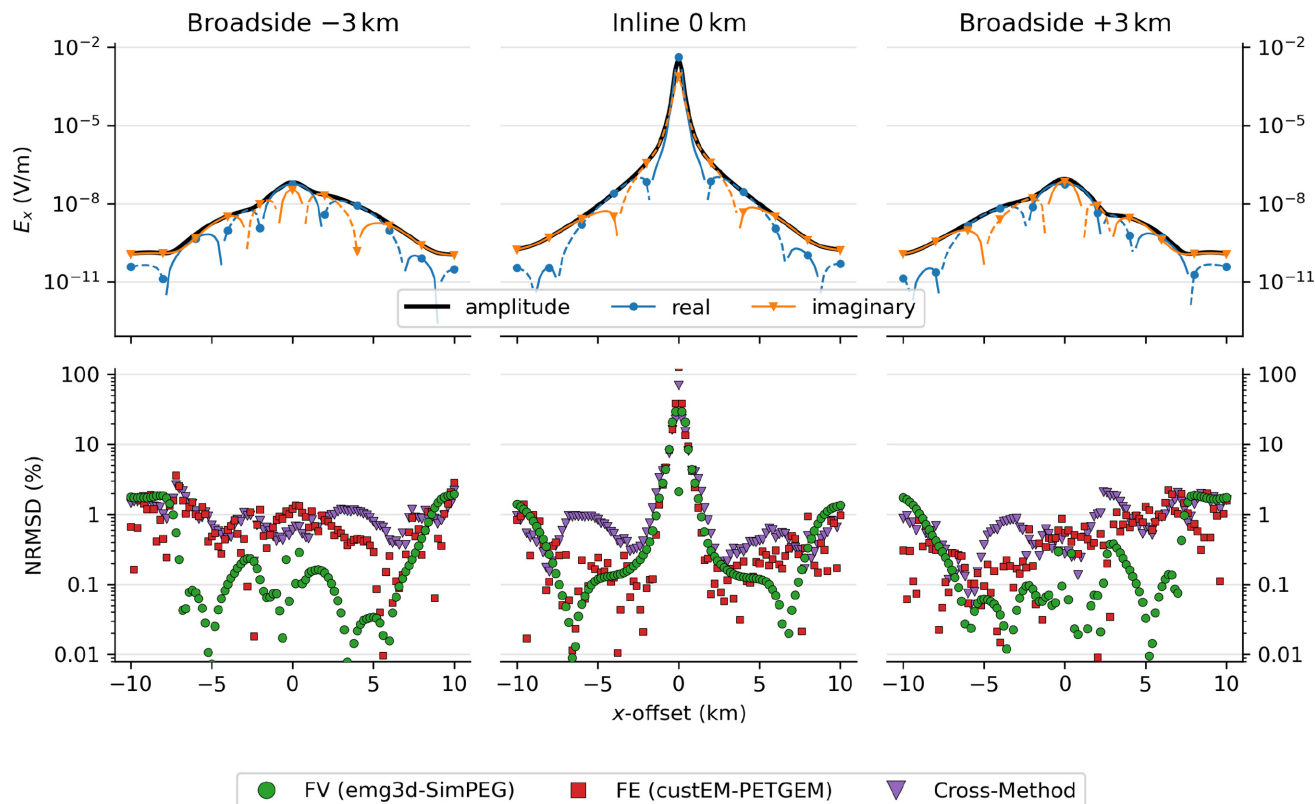 Broadside −3 km Inline 0 km Broadside +3 km
10⁻² 10⁻²
10⁻⁵ 10⁻⁵
10⁻⁸ 10⁻⁸
10⁻¹¹ 10⁻¹¹
Eₓ (V/m)
amplitude real imaginary
100 100
10 10
1 1
0.1 0.1
0.01 0.01
NRMSD (%)
−10 −5 0 5 10 −10 −5 0 5 10 −10 −5 0 5 10
x-offset (km)
FV (emg3d-SimPEG) FE (custEM-PETGEM) Cross-Method